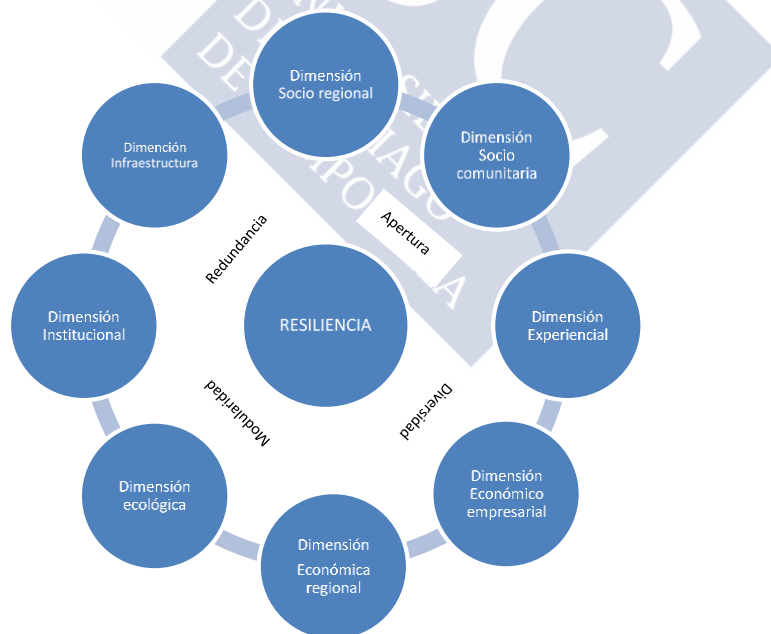 Dimensión
Socio regional
Dimensión
Socio
comunitaria
Dimención
Infraestructura
Redundancia
Apertura
Dimensión
Institucional
RESILIENCIA
Dimensión
Experiencial
Modularidad
Diversidad
Dimensión
ecológica
Dimensión
Económico
empresarial
Dimensión
Económica
regional